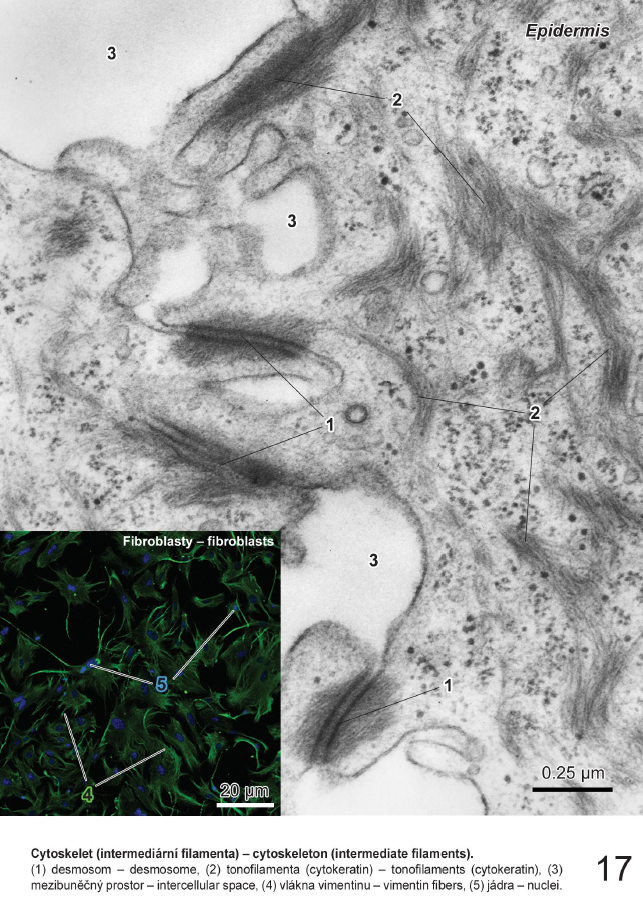 Epidermis
3
2
3
1
2
3
1
Fibroblasty – fibroblasts
5
4
20 µm
0.25 µm
Cytoskelet (intermediární filamenta) – cytoskeleton (intermediate filaments).
(1) desmosom – desmosome, (2) tonofilamenta (cytokeratin) – tonofilaments (cytokeratin), (3)
mezibuněčný prostor – intercellular space, (4) vlákna vimentinu – vimentin fibers, (5) jádra – nuclei.
17